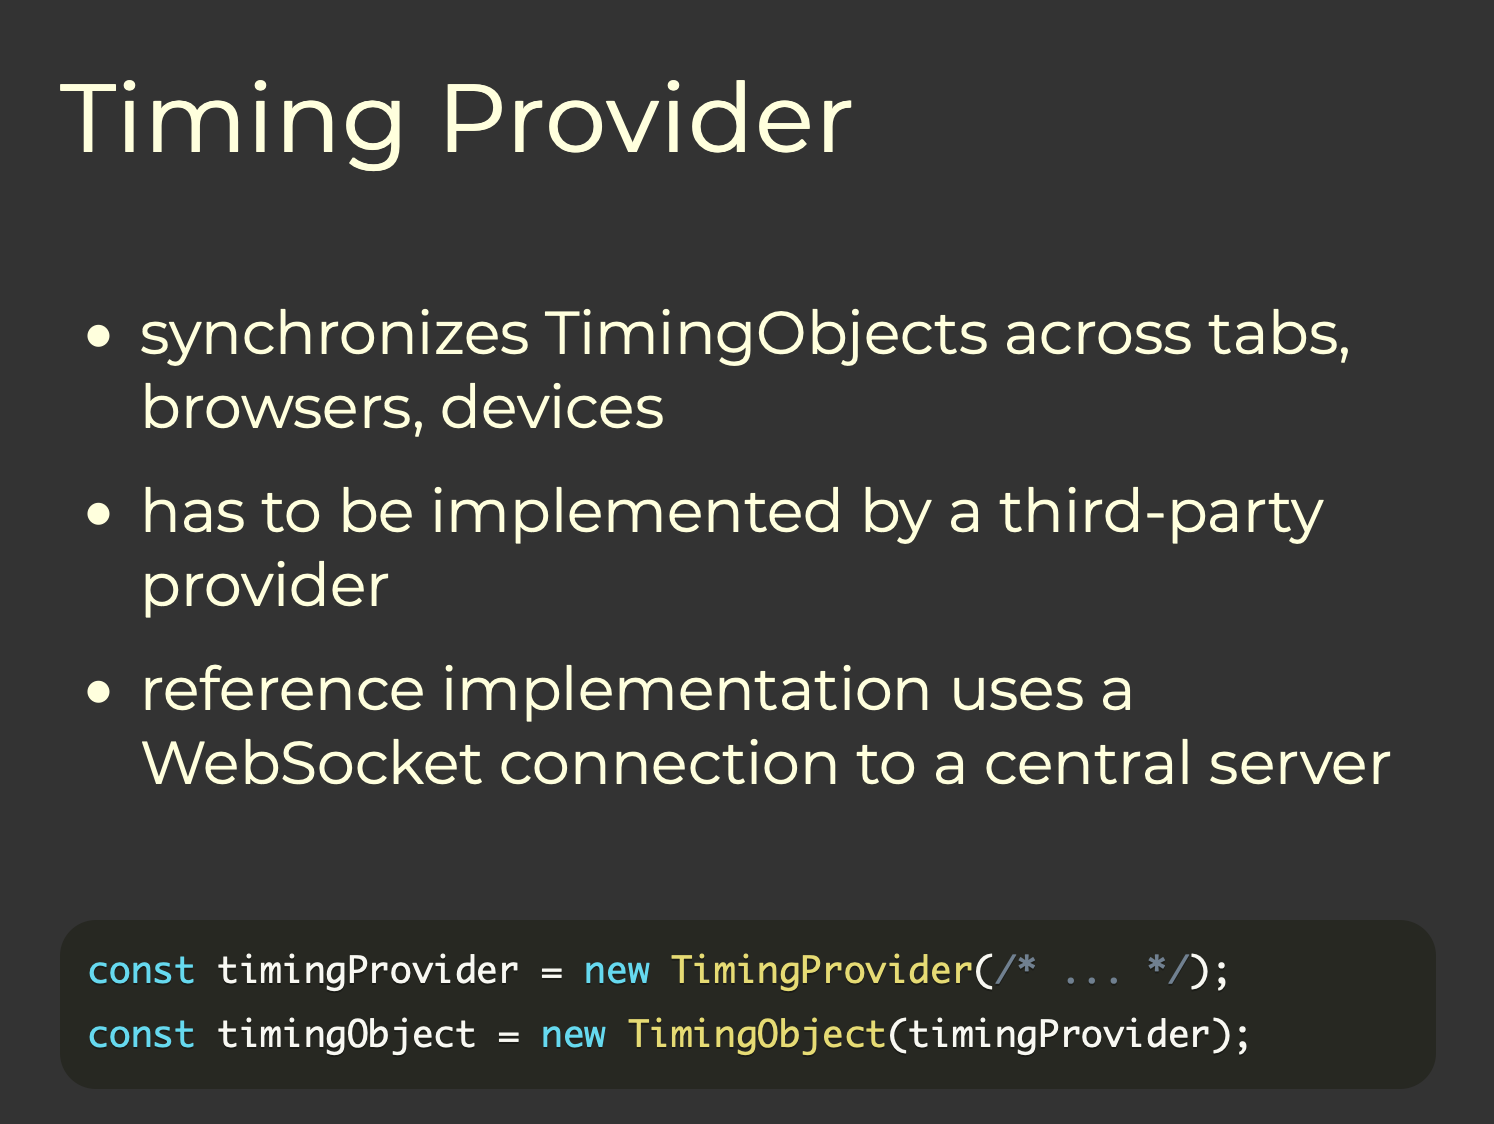 Timing Provider
• synchronizes TimingObjects across tabs,
browsers, devices
• has to be implemented by a third-party
provider
• reference implementation uses a
WebSocket connection to a central server
const timingProvider = new TimingProvider(/* ... */);
const timingObject = new TimingObject(timingProvider);